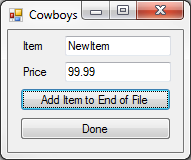 Cowboys
Item NewItem
Price 99.99
Add Item to End of File
Done